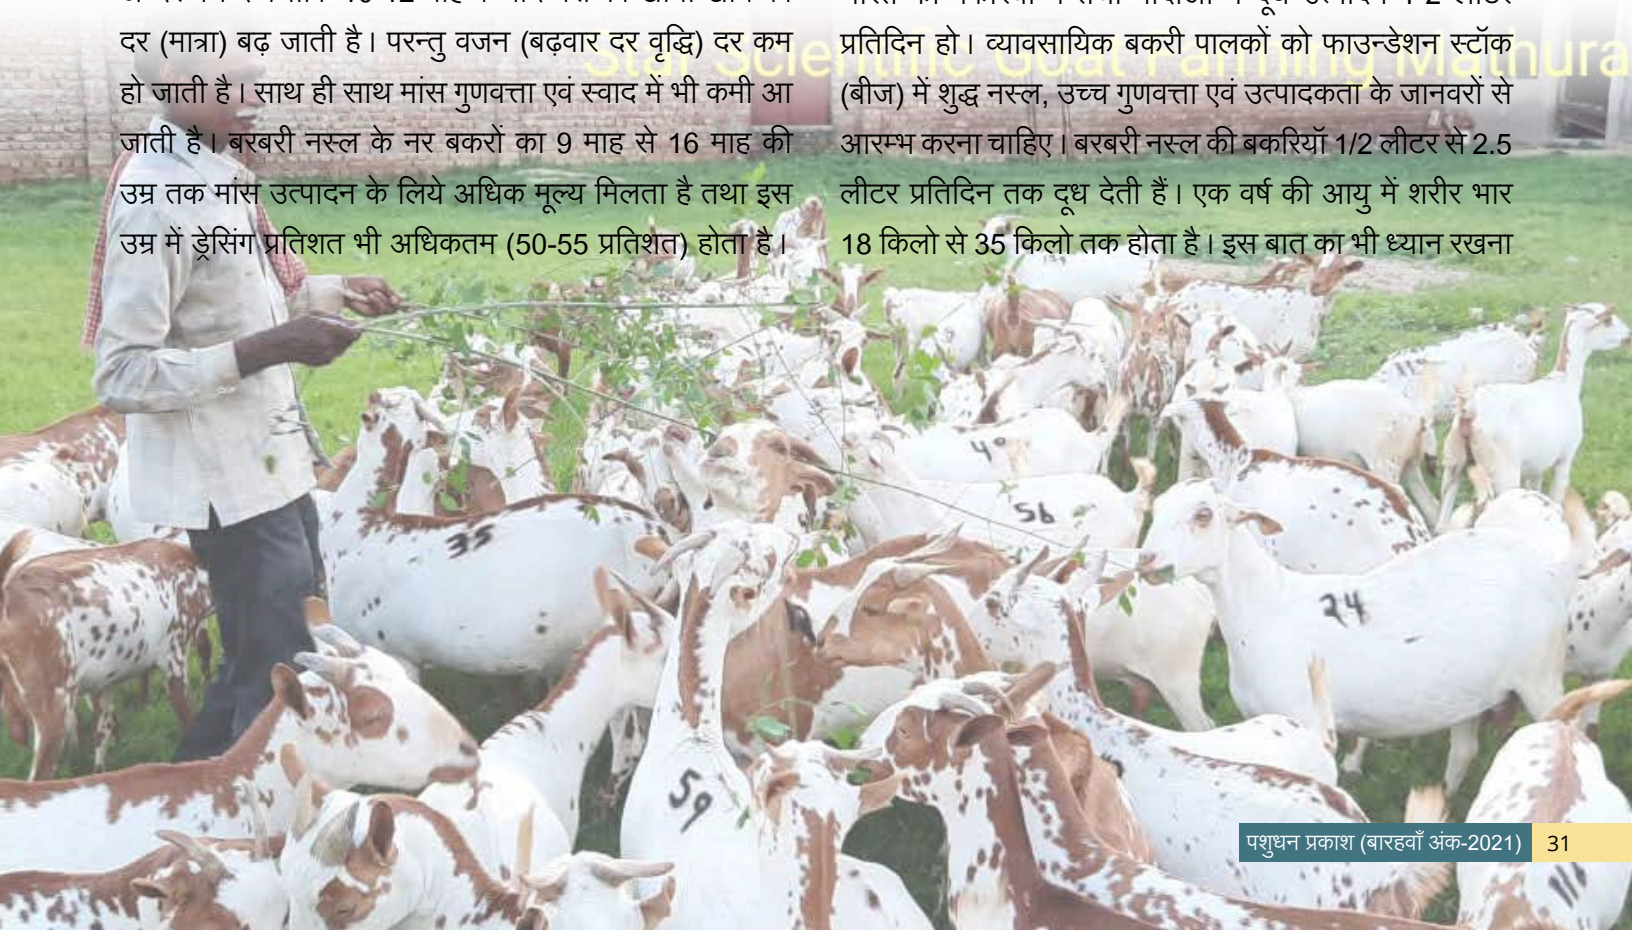 दर (मात्रा) बढ़ जाती है। परन्तु वजन (बढ़वार दर वृद्धि) दर कम
हो जाती है। साथ ही साथ मांस गुणवत्ता एवं स्वाद में भी कमी आ
जाती है। बरबरी नस्ल के नर बकरों का 9 माह से 16 माह की
उम्र तक मांस उत्पादन के लिये अधिक मूल्य मिलता है तथा इस
उम्र में ड्रेसिंग प्रतिशत भी अधिकतम (50-55 प्रतिशत) होता है।
प्रतिदिन हो। व्यावसायिक बकरी पालकों को फाउन्डेशन स्टॉक
(बीज) में शुद्ध नस्ल, उच्च गुणवत्ता एवं उत्पादकता के जानवरों से
आरम्भ करना चाहिए। बरबरी नस्ल की बकरियॉ 1/2 लीटर से 2.5
लीटर प्रतिदिन तक दूध देती हैं। एक वर्ष की आयु में शरीर भार
18 किलो से 35 किलो तक होता है। इस बात का भी ध्यान रखना
Star Scientific Goat Farming Mathura
49
56
35
24
59
पशुधन प्रकाश (बारहवाँ अंक-2021) 31